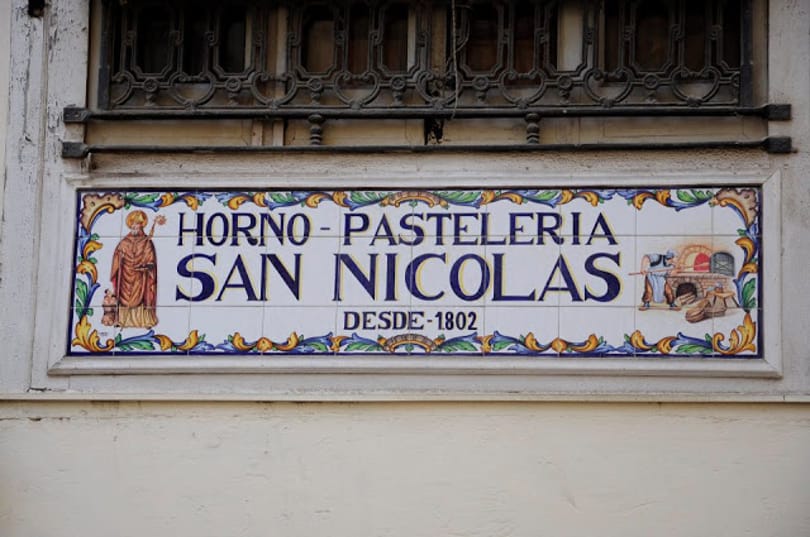 HORNO - PASTELERIA
SAN NICOLAS
DESDE - 1802